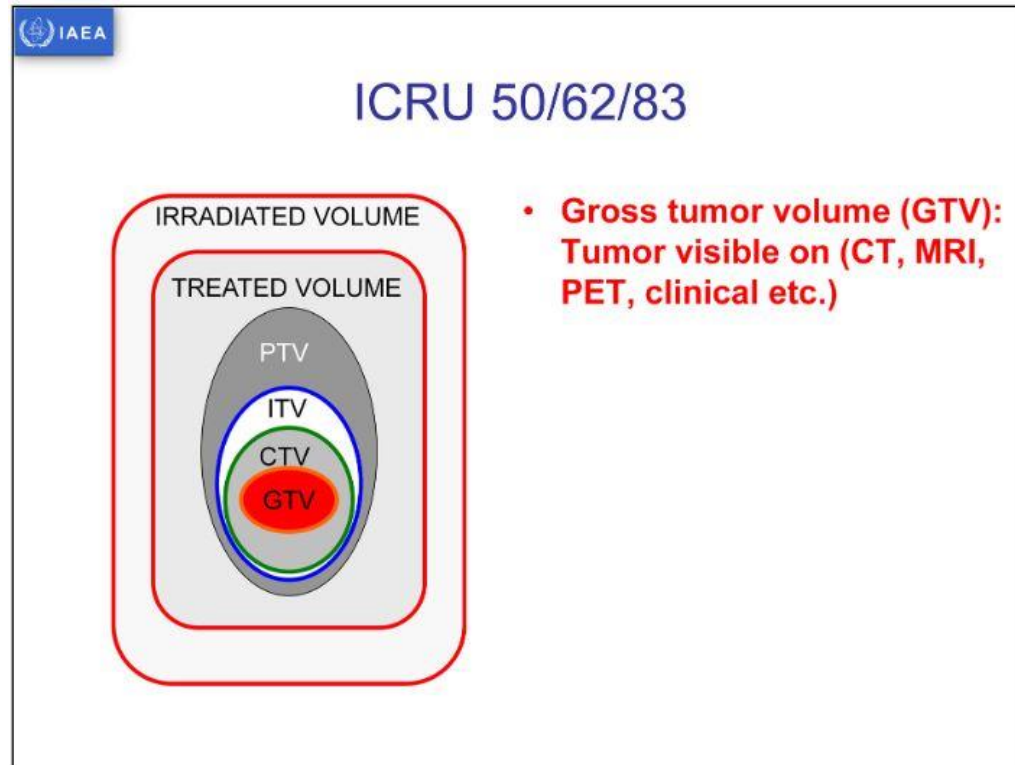 IAEA
ICRU 50/62/83
IRRADIATED VOLUME
TREATED VOLUME
PTV
ITV
CTV
GTV
• Gross tumor volume (GTV):
Tumor visible on (CT, MRI,
PET, clinical etc.)